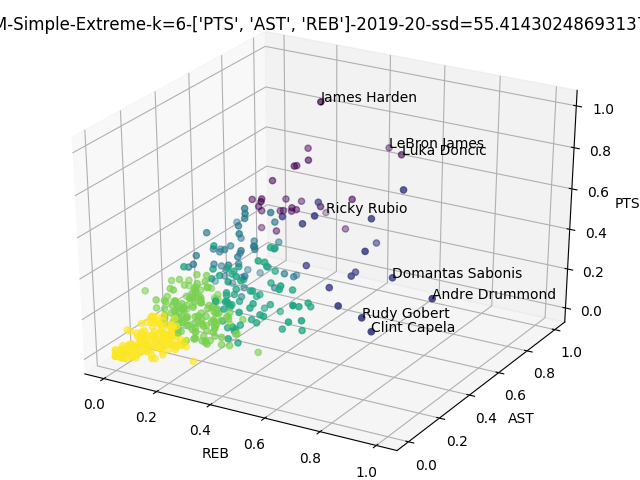 M-Simple-Extreme-k=6-['PTS', 'AST', 'REB']-2019-20-ssd=55.41430248693137
James Harden
LeBron James
Luka Doncic
Ricky Rubio
Domantas Sabonis
Andre Drummond
Rudy Gobert
Clint Capela
1.0
0.8
0.6
PTS
0.4
0.2
0.0
1.0
0.8
0.6
0.4
AST
0.2
0.0
0.0
0.2
0.4
0.6
0.8
1.0
REB